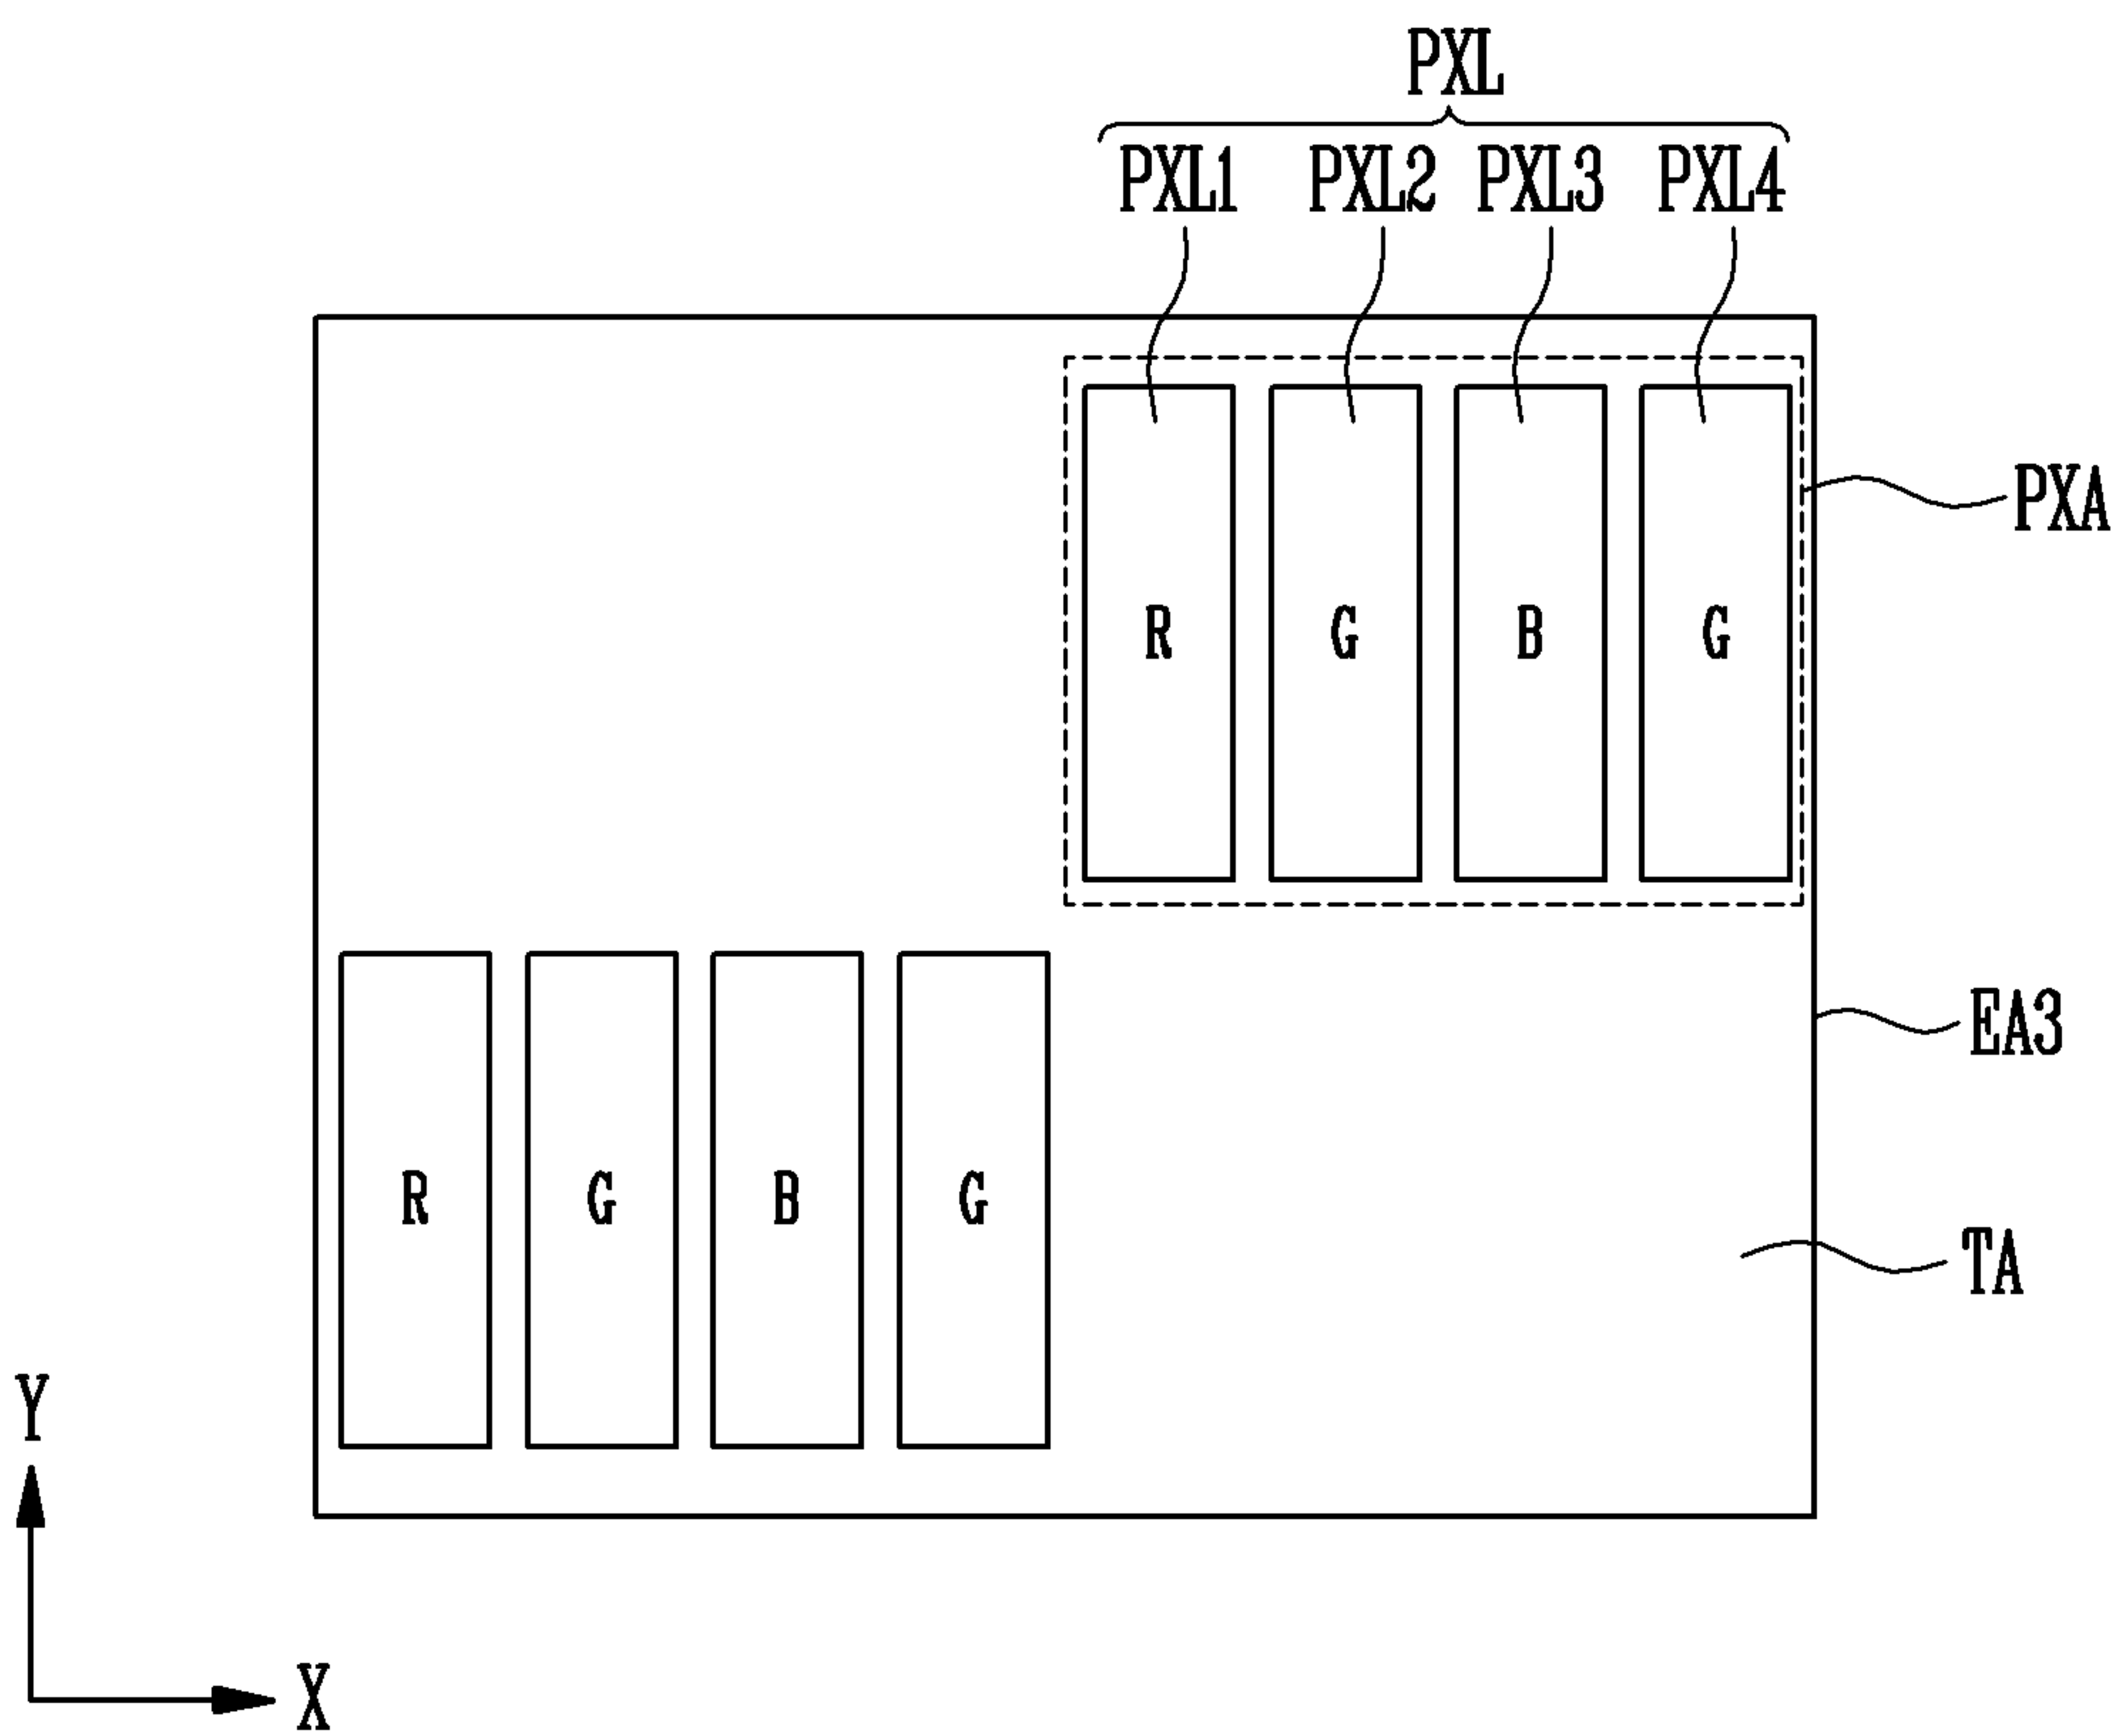 PXL
PXL1 PXL2 PXL3 PXL4
PXA
R G B G
EA3
R G B G
TA
Y
X